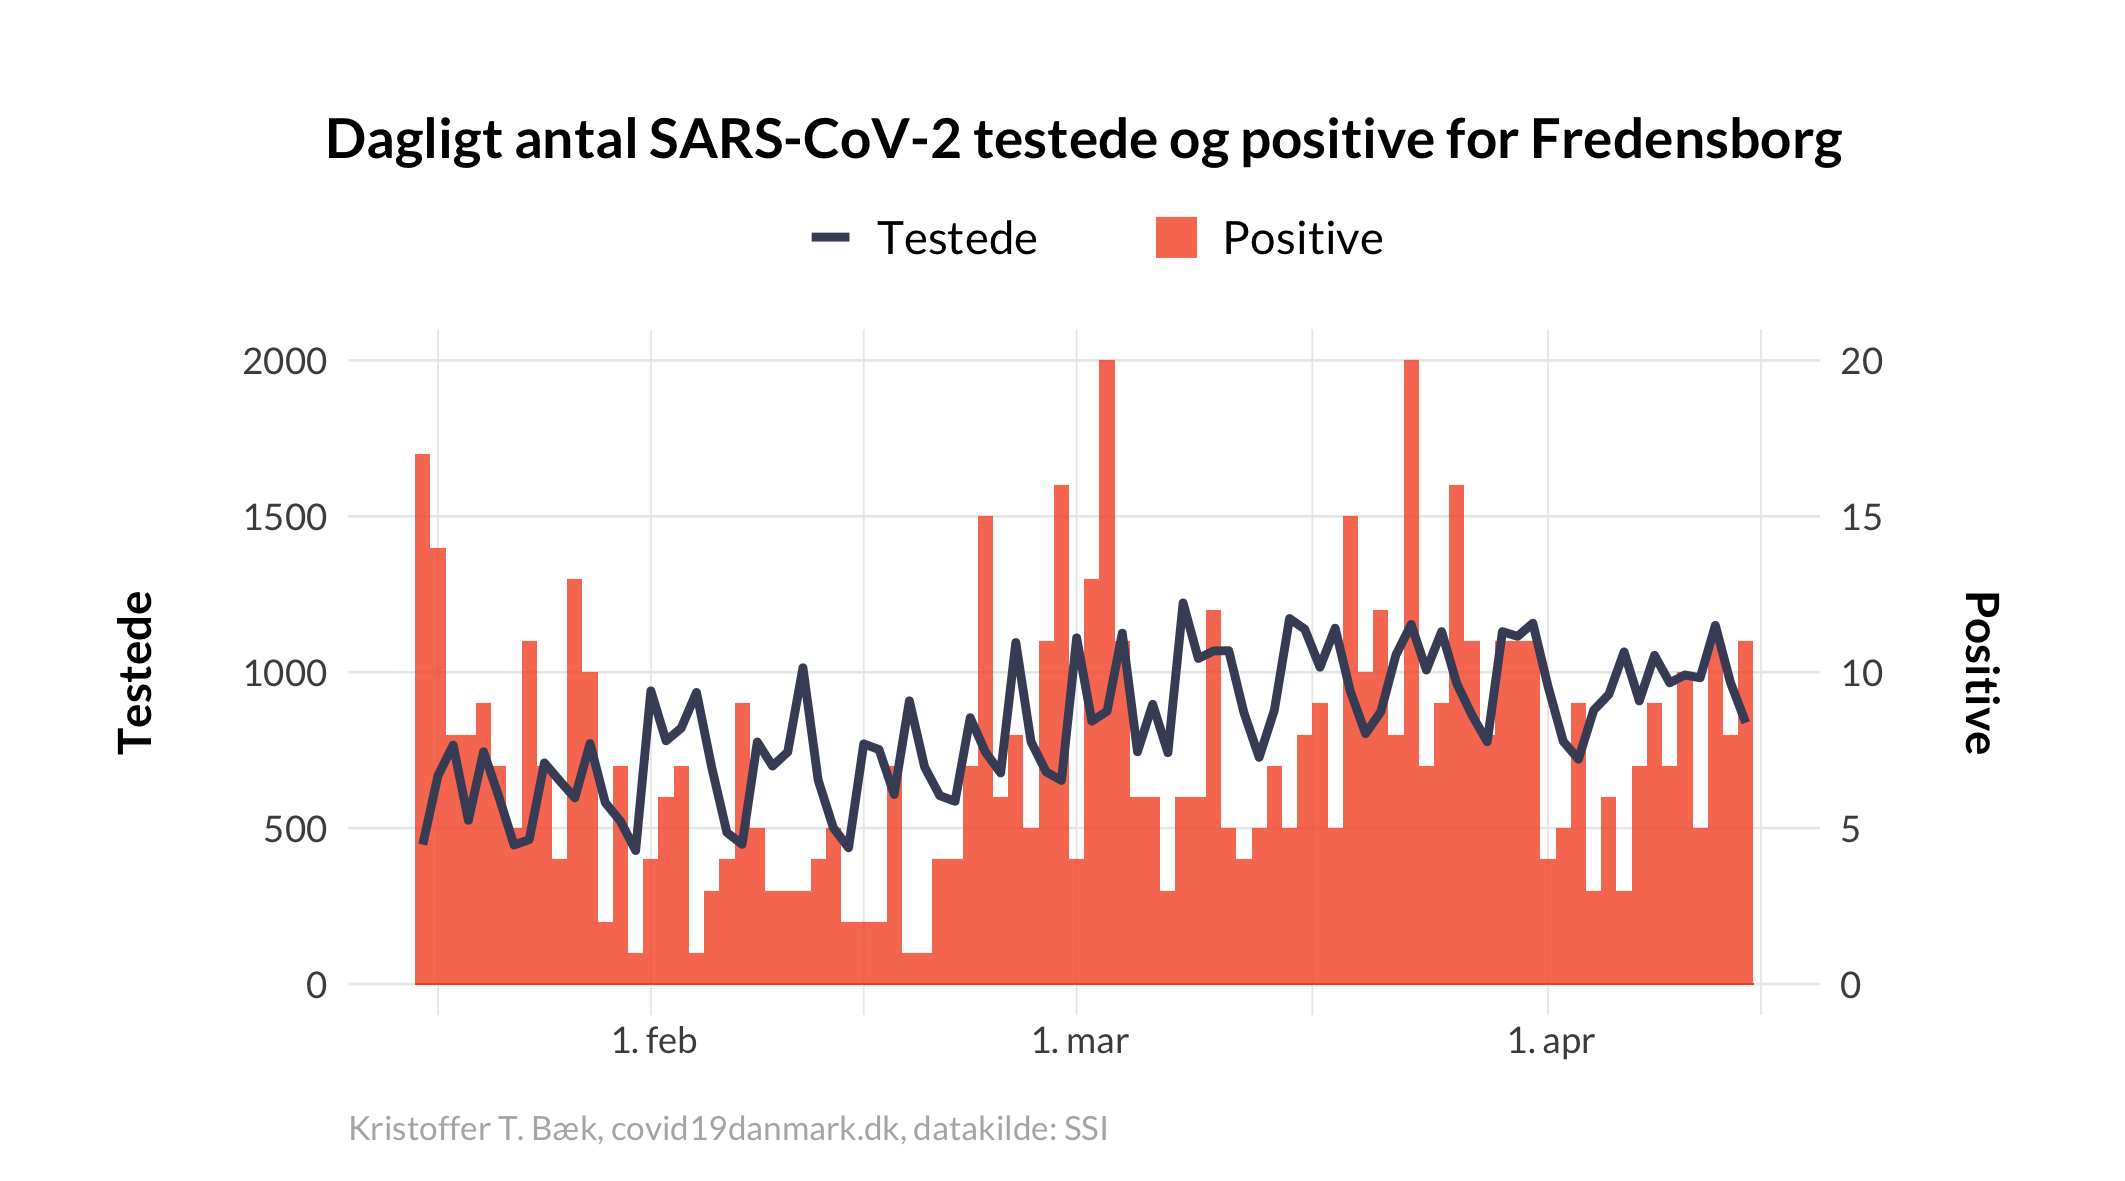 Dagligt antal SARS-CoV-2 testede og positive for Fredensborg
Testede Positive
2000 20
1500 15
1000 10
500 5
0 0
Testede
Positive
1. feb 1. mar 1. apr
Kristoffer T. Bæk, covid19danmark.dk, datakilde: SSI